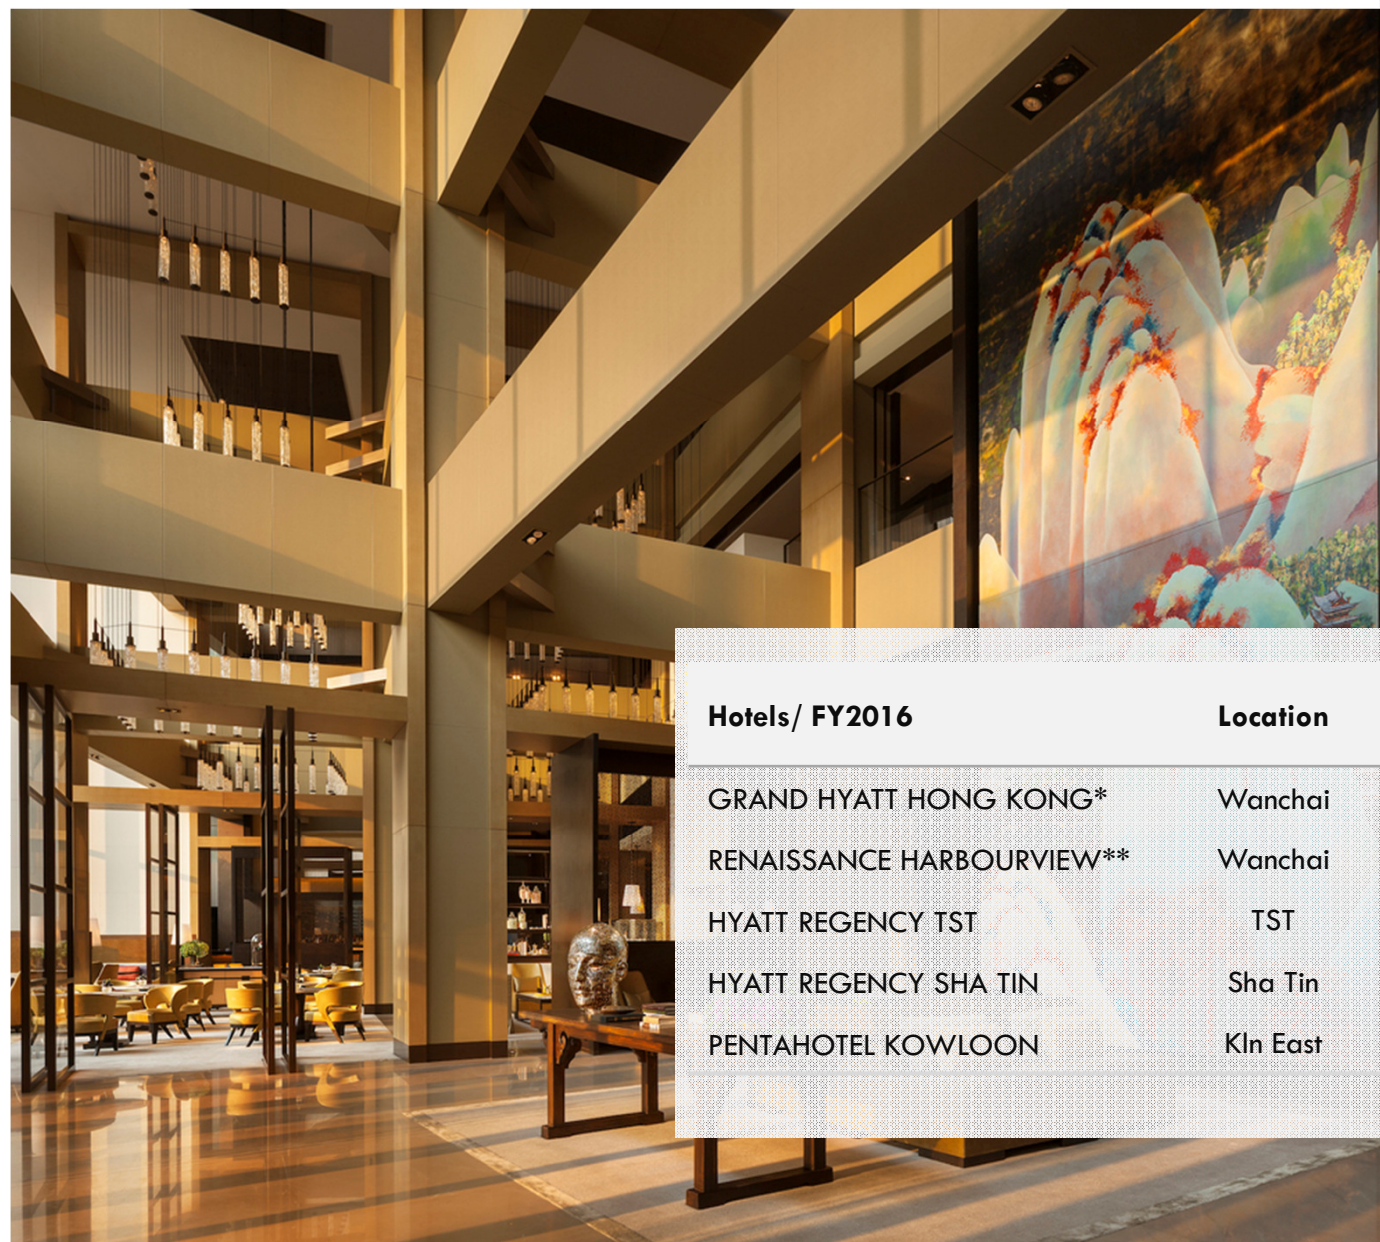 Hotels/ FY2016 Location
GRAND HYATT HONG KONG* Wanchai
RENAISSANCE HARBOURVIEW** Wanchai
HYATT REGENCY TST TST
HYATT REGENCY SHA TIN Sha Tin
PENTAHOTEL KOWLOON Kln East